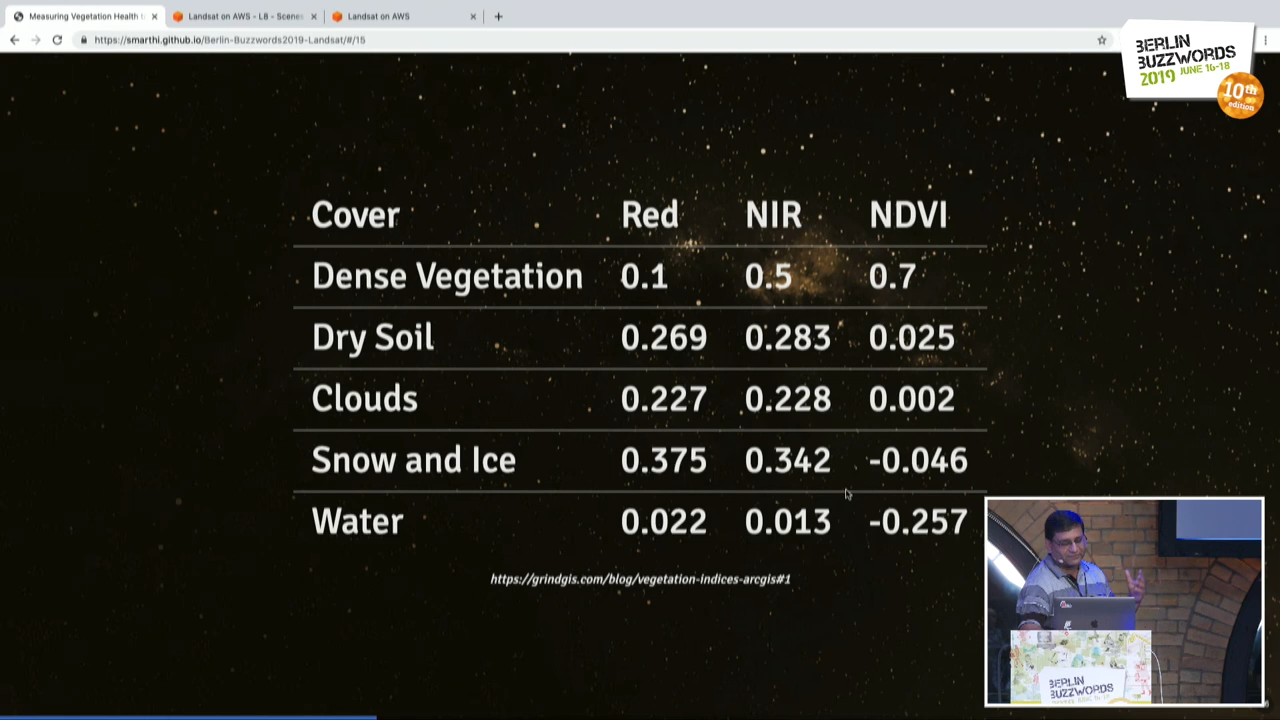 Measuring Vegetation Health t
Landsat on AWS - L8 - Scenes
Landsat on AWS
https://smarthi.github.io/Berlin-Buzzwords2019-Landsat/#/15
BERLIN
BUZZWORDS
2019 JUNE 16-18
10th
edition
Cover Red NIR NDVI
Dense Vegetation 0.1 0.5 0.7
Dry Soil 0.269 0.283 0.025
Clouds 0.227 0.228 0.002
Snow and Ice 0.375 0.342 -0.046
Water 0.022 0.013 -0.257
https://grindgis.com/blog/vegetation-indices-arcgis#1
BERLIN
BUZZWORDS